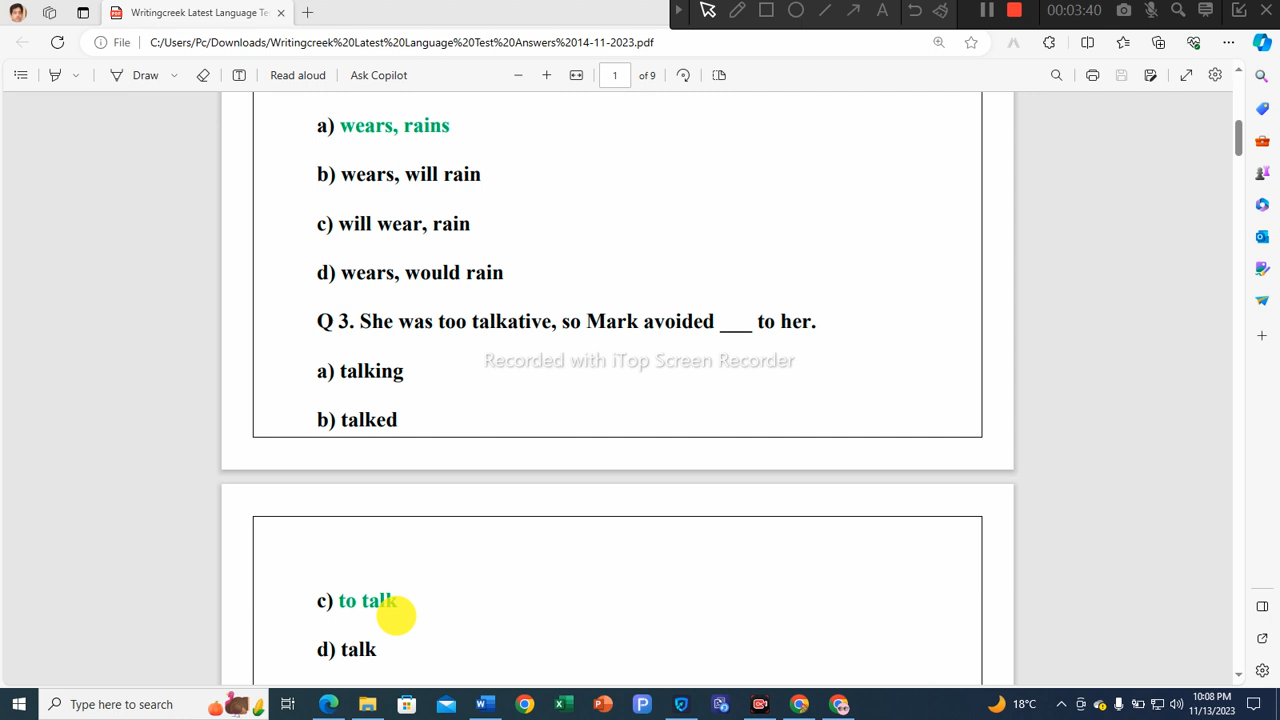 Writingcreek Latest Language Te
00:03:40
File
C:/Users/Pc/Downloads/Writingcreek%20Latest%20Language%20Test%20Answers%2014-11-2023.pdf
Draw
Read aloud
Ask Copilot
1
of 9
a) wears, rains
b) wears, will rain
c) will wear, rain
d) wears, would rain
Q 3. She was too talkative, so Mark avoided ___ to her.
Recorded with iTop Screen Recorder
a) talking
b) talked
c) to talk
d) talk
Type here to search
18°C
10:08 PM
11/13/2023